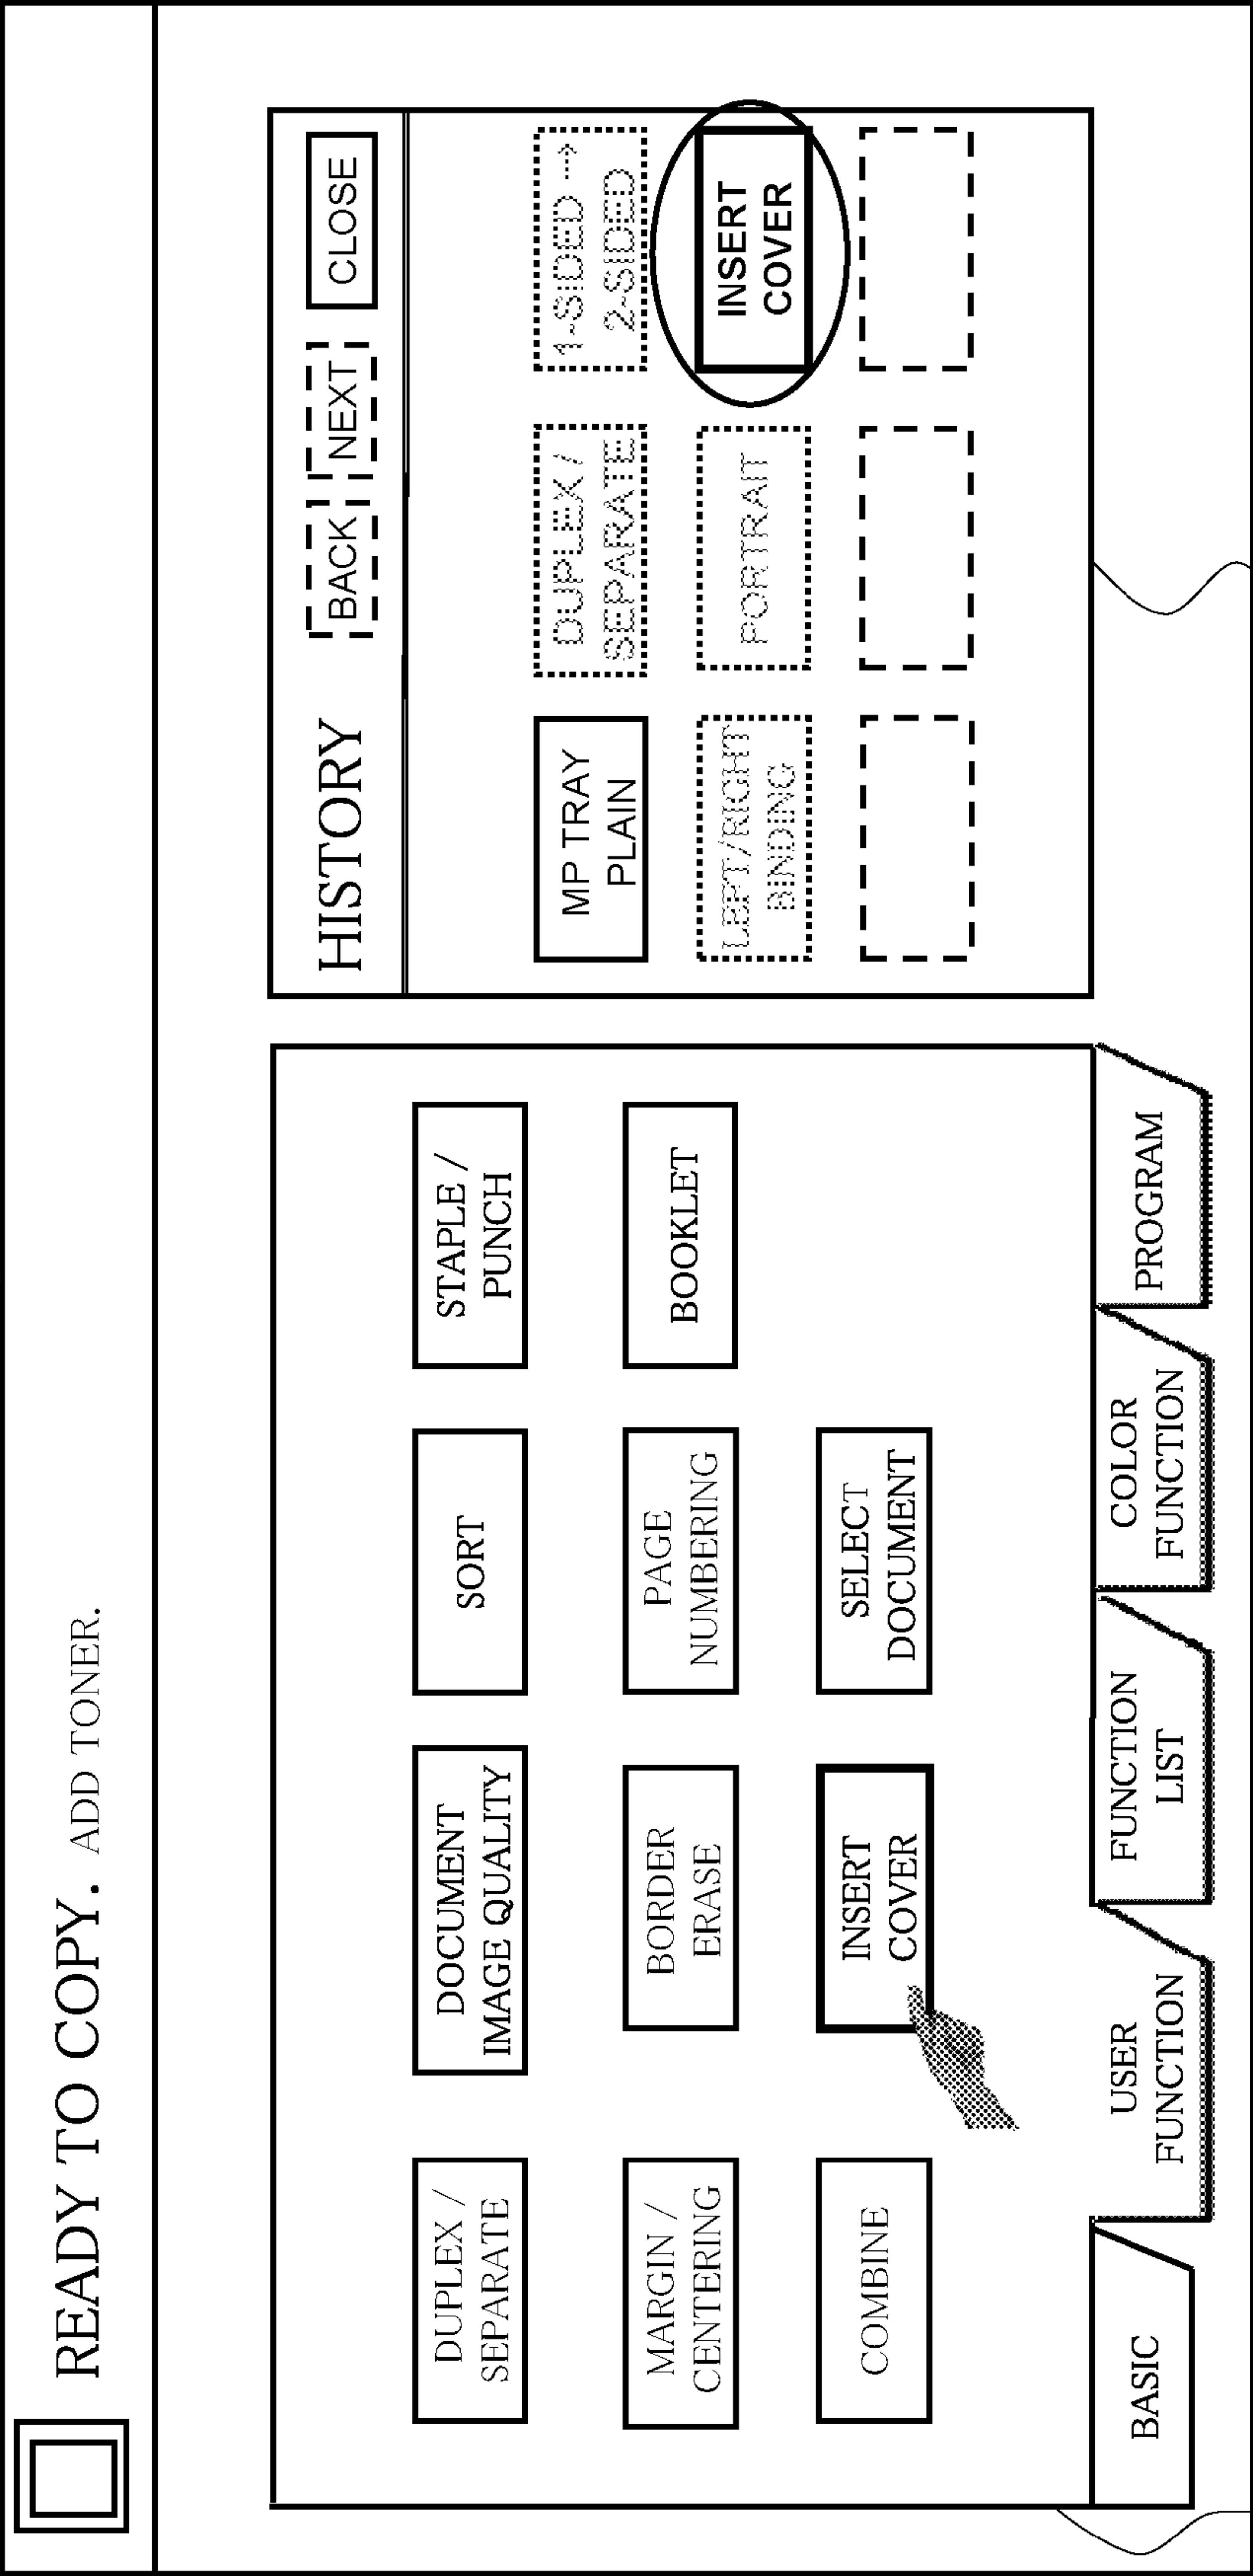 READY TO COPY. ADD TONER.
DUPLEX /
SEPARATE
DOCUMENT
IMAGE QUALITY
SORT
STAPLE /
PUNCH
MARGIN /
CENTERING
BORDER
ERASE
PAGE
NUMBERING
BOOKLET
COMBINE
INSERT
COVER
SELECT
DOCUMENT
BASIC
USER
FUNCTION
FUNCTION
LIST
COLOR
FUNCTION
PROGRAM
HISTORY
BACK
NEXT
CLOSE
MP TRAY
PLAIN
DUPLEX /
SEPARATE
1-SIDED →
2-SIDED
LEFT/RIGHT
BINDING
PORTRAIT
INSERT
COVER